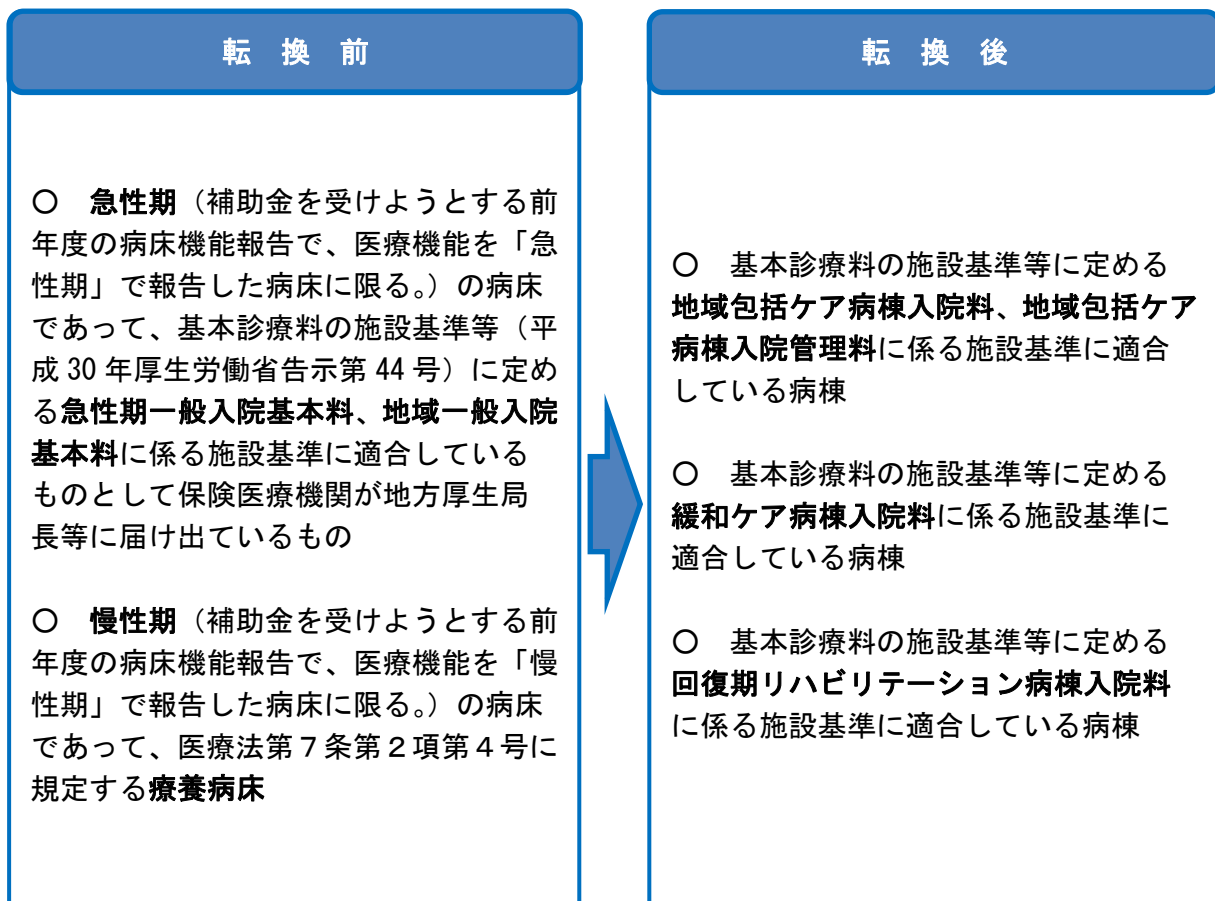 転 換 前
〇 急性期（補助金を受けようとする前
年度の病床機能報告で、医療機能を「急
性期」で報告した病床に限る。）の病床
であって、基本診療料の施設基準等（平
成 30 年厚生労働省告示第 44 号）に定め
る急性期一般入院基本料、地域一般入院
基本料に係る施設基準に適合している
ものとして保険医療機関が地方厚生局
長等に届け出ているもの
〇 慢性期（補助金を受けようとする前
年度の病床機能報告で、医療機能を「慢
性期」で報告した病床に限る。）の病床
であって、医療法第７条第２項第４号に
規定する療養病床
転 換 後
〇 基本診療料の施設基準等に定める
地域包括ケア病棟入院料、地域包括ケア
病棟入院管理料に係る施設基準に適合
している病棟
〇 基本診療料の施設基準等に定める
緩和ケア病棟入院料に係る施設基準に
適合している病棟
〇 基本診療料の施設基準等に定める
回復期リハビリテーション病棟入院料
に係る施設基準に適合している病棟